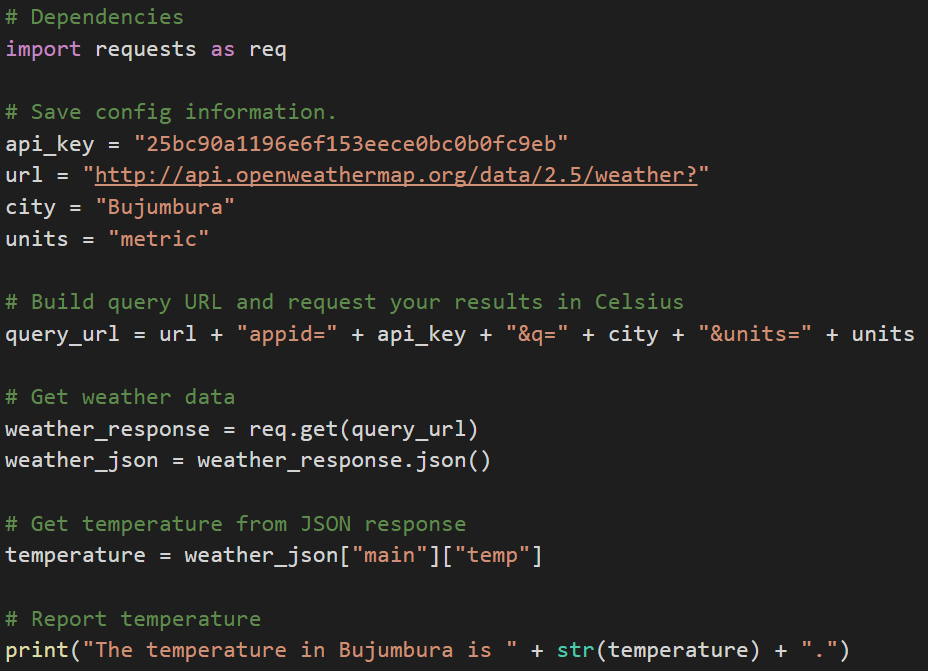 # Dependencies
import requests as req
# Save config information.
api_key = "25bc90a1196e6f153eece0bc0b0fc9eb"
url = "http://api.openweathermap.org/data/2.5/weather?"
city = "Bujumbura"
units = "metric"
# Build query URL and request your results in Celsius
query_url = url + "appid=" + api_key + "&q=" + city + "&units=" + units
# Get weather data
weather_response = req.get(query_url)
weather_json = weather_response.json()
# Get temperature from JSON response
temperature = weather_json["main"]["temp"]
# Report temperature
print("The temperature in Bujumbura is " + str(temperature) + ".")